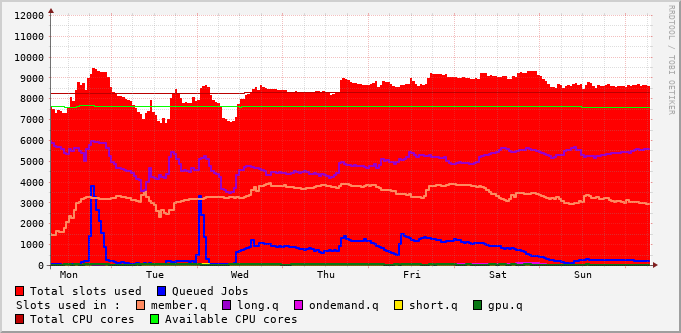 RRDTOOL / TOBI OETIKER
12000
11000
10000
9000
8000
7000
6000
5000
4000
3000
2000
1000
0
Mon Tue Wed Thu Fri Sat Sun
Total slots used Queued Jobs
Slots used in : member.q long.q ondemand.q short.q gpu.q
Total CPU cores Available CPU cores